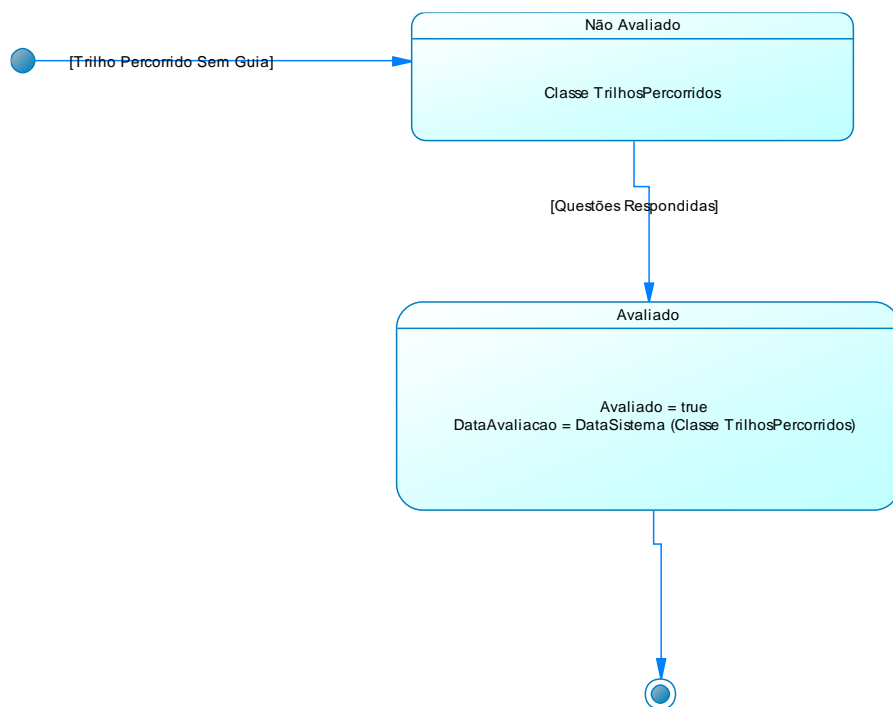 Não Avaliado
[Trilho Percorrido Sem Guia]
Classe TrilhosPercorridos
[Questões Respondidas]
Avaliado
Avaliado = true
DataAvaliacao = DataSistema (Classe TrilhosPercorridos)